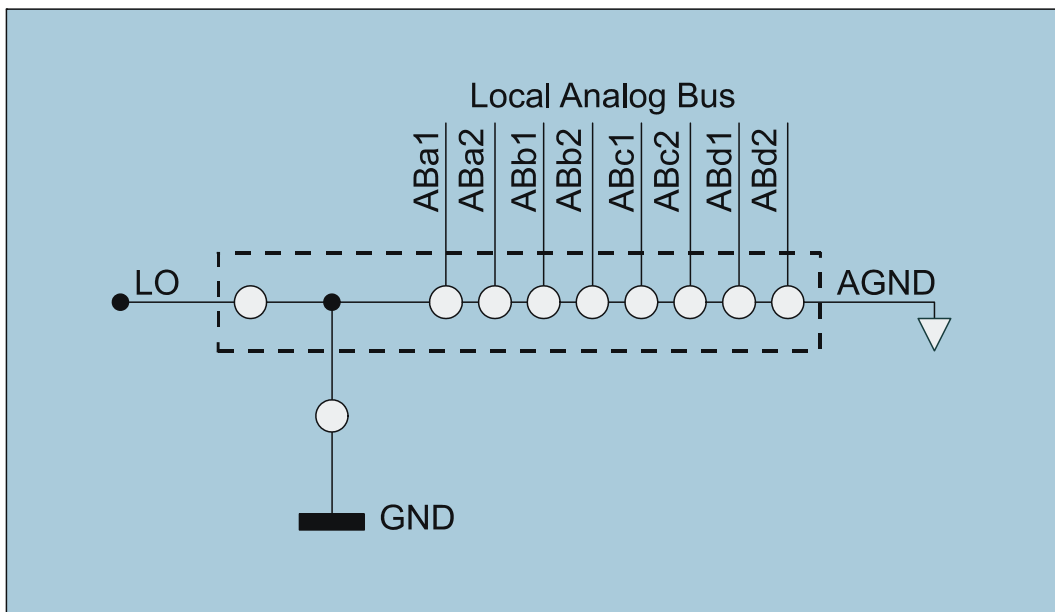 Local Analog Bus
ABa1
ABa2
ABb1
ABb2
ABc1
ABc2
ABd1
ABd2
LO
AGND
GND